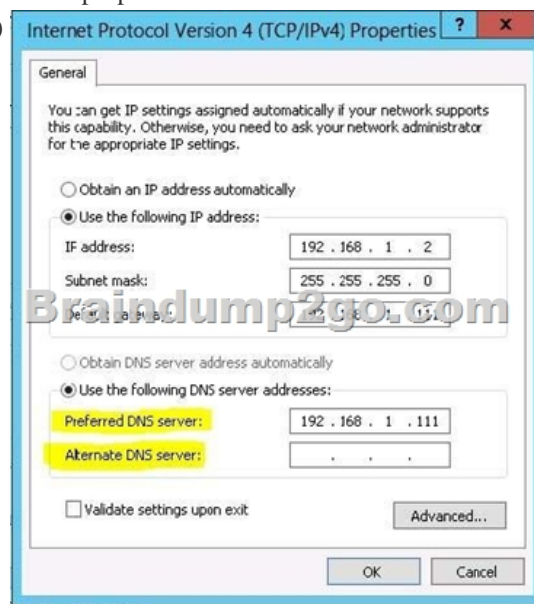 Internet Protocol Version 4 (TCP/IPv4) Properties ? x
General
You can get IP settings assigned automatically if your network supports
this capability. Otherwise, you need to ask your network administrator
for the appropriate IP settings.
Obtain an IP address automatically
Use the following IP address:
IP address: 192 . 168 . 1 . 2
Subnet mask: 255 . 255 . 255 . 0
Braindump2go.com
Obtain DNS server address automatically
Use the following DNS server addresses:
Preferred DNS server: 192 . 168 . 1 . 111
Alternate DNS server: . . .
Validate settings upon exit
Advanced...
OK Cancel